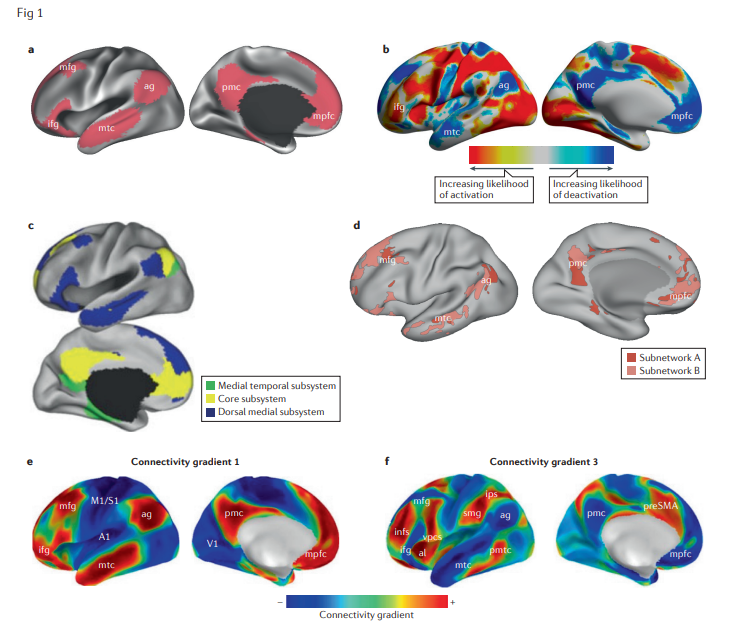 Fig 1
a
mfg
ag
ifg
mtc
pmc
mpfc
b
ifg
ag
mtc
pmc
mpfc
Increasing likelihood
of activation
Increasing likelihood
of deactivation
c
Medial temporal subsystem
Core subsystem
Dorsal medial subsystem
d
mfg
ag
mtc
pmc
mpfc
Subnetwork A
Subnetwork B
e
Connectivity gradient 1
mfg
M1/S1
ag
A1
ifg
mtc
pmc
V1
mpfc
f
Connectivity gradient 3
mfg
ips
smg
ag
infs
vpcs
ifg
al
pmtc
mtc
pmc
preSMA
mpfc
–
+
Connectivity gradient